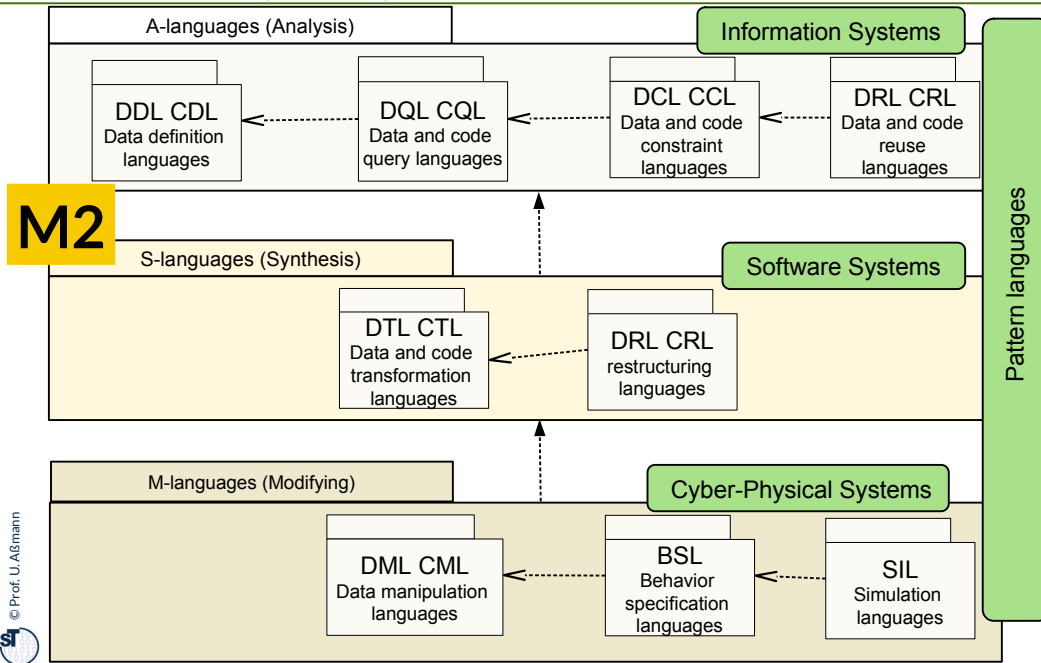 A-languages (Analysis)
Information Systems
DDL CDL
Data definition
languages
DQL CQL
Data and code
query languages
DCL CCL
Data and code
constraint
languages
DRL CRL
Data and code
reuse
languages
M2
S-languages (Synthesis)
Software Systems
DTL CTL
Data and code
transformation
languages
DRL CRL
restructuring
languages
M-languages (Modifying)
Cyber-Physical Systems
DML CML
Data manipulation
languages
BSL
Behavior
specification
languages
SIL
Simulation
languages
Pattern languages
© Prof. U. Aßmann
ST